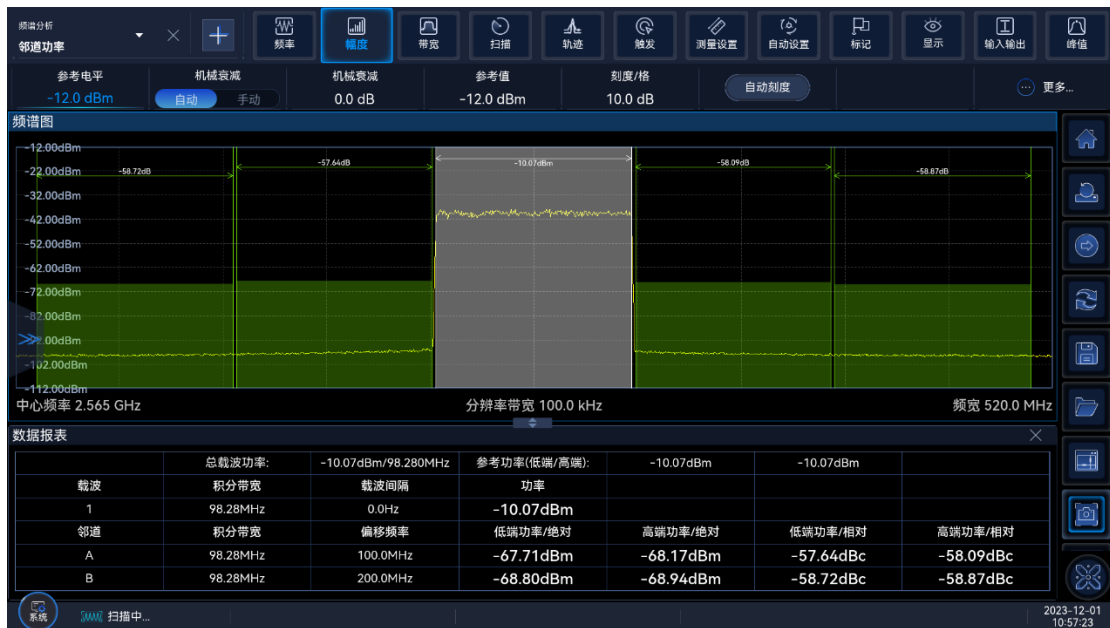 频谱分析
邻道功率
频率
幅度
带宽
扫描
轨迹
触发
测量设置
自动设置
标记
显示
输入输出
峰值
参考电平 机械衰减 机械衰减 参考值 刻度/格
-12.0 dBm 自动 手动 0.0 dB -12.0 dBm 10.0 dB 自动刻度 更多...
频谱图
-12.00dBm
-22.00dBm
-32.00dBm
-42.00dBm
-52.00dBm
-62.00dBm
-72.00dBm
-82.00dBm
2.00dBm
-102.00dBm
-112.00dBm
-58.72dB -57.64dB -10.07dBm -58.09dB -58.87dB
中心频率 2.565 GHz 分辨率带宽 100.0 kHz 频宽 520.0 MHz
数据报表
总载波功率: -10.07dBm/98.280MHz 参考功率(低端/高端): -10.07dBm -10.07dBm
载波 积分带宽 载波间隔 功率
1 98.28MHz 0.0Hz -10.07dBm
邻道 积分带宽 偏移频率 低端功率/绝对 高端功率/绝对 低端功率/相对 高端功率/相对
A 98.28MHz 100.0MHz -67.71dBm -68.17dBm -57.64dBc -58.09dBc
B 98.28MHz 200.0MHz -68.80dBm -68.94dBm -58.72dBc -58.87dBc
系统 扫描中...
2023-12-01
10:57:23